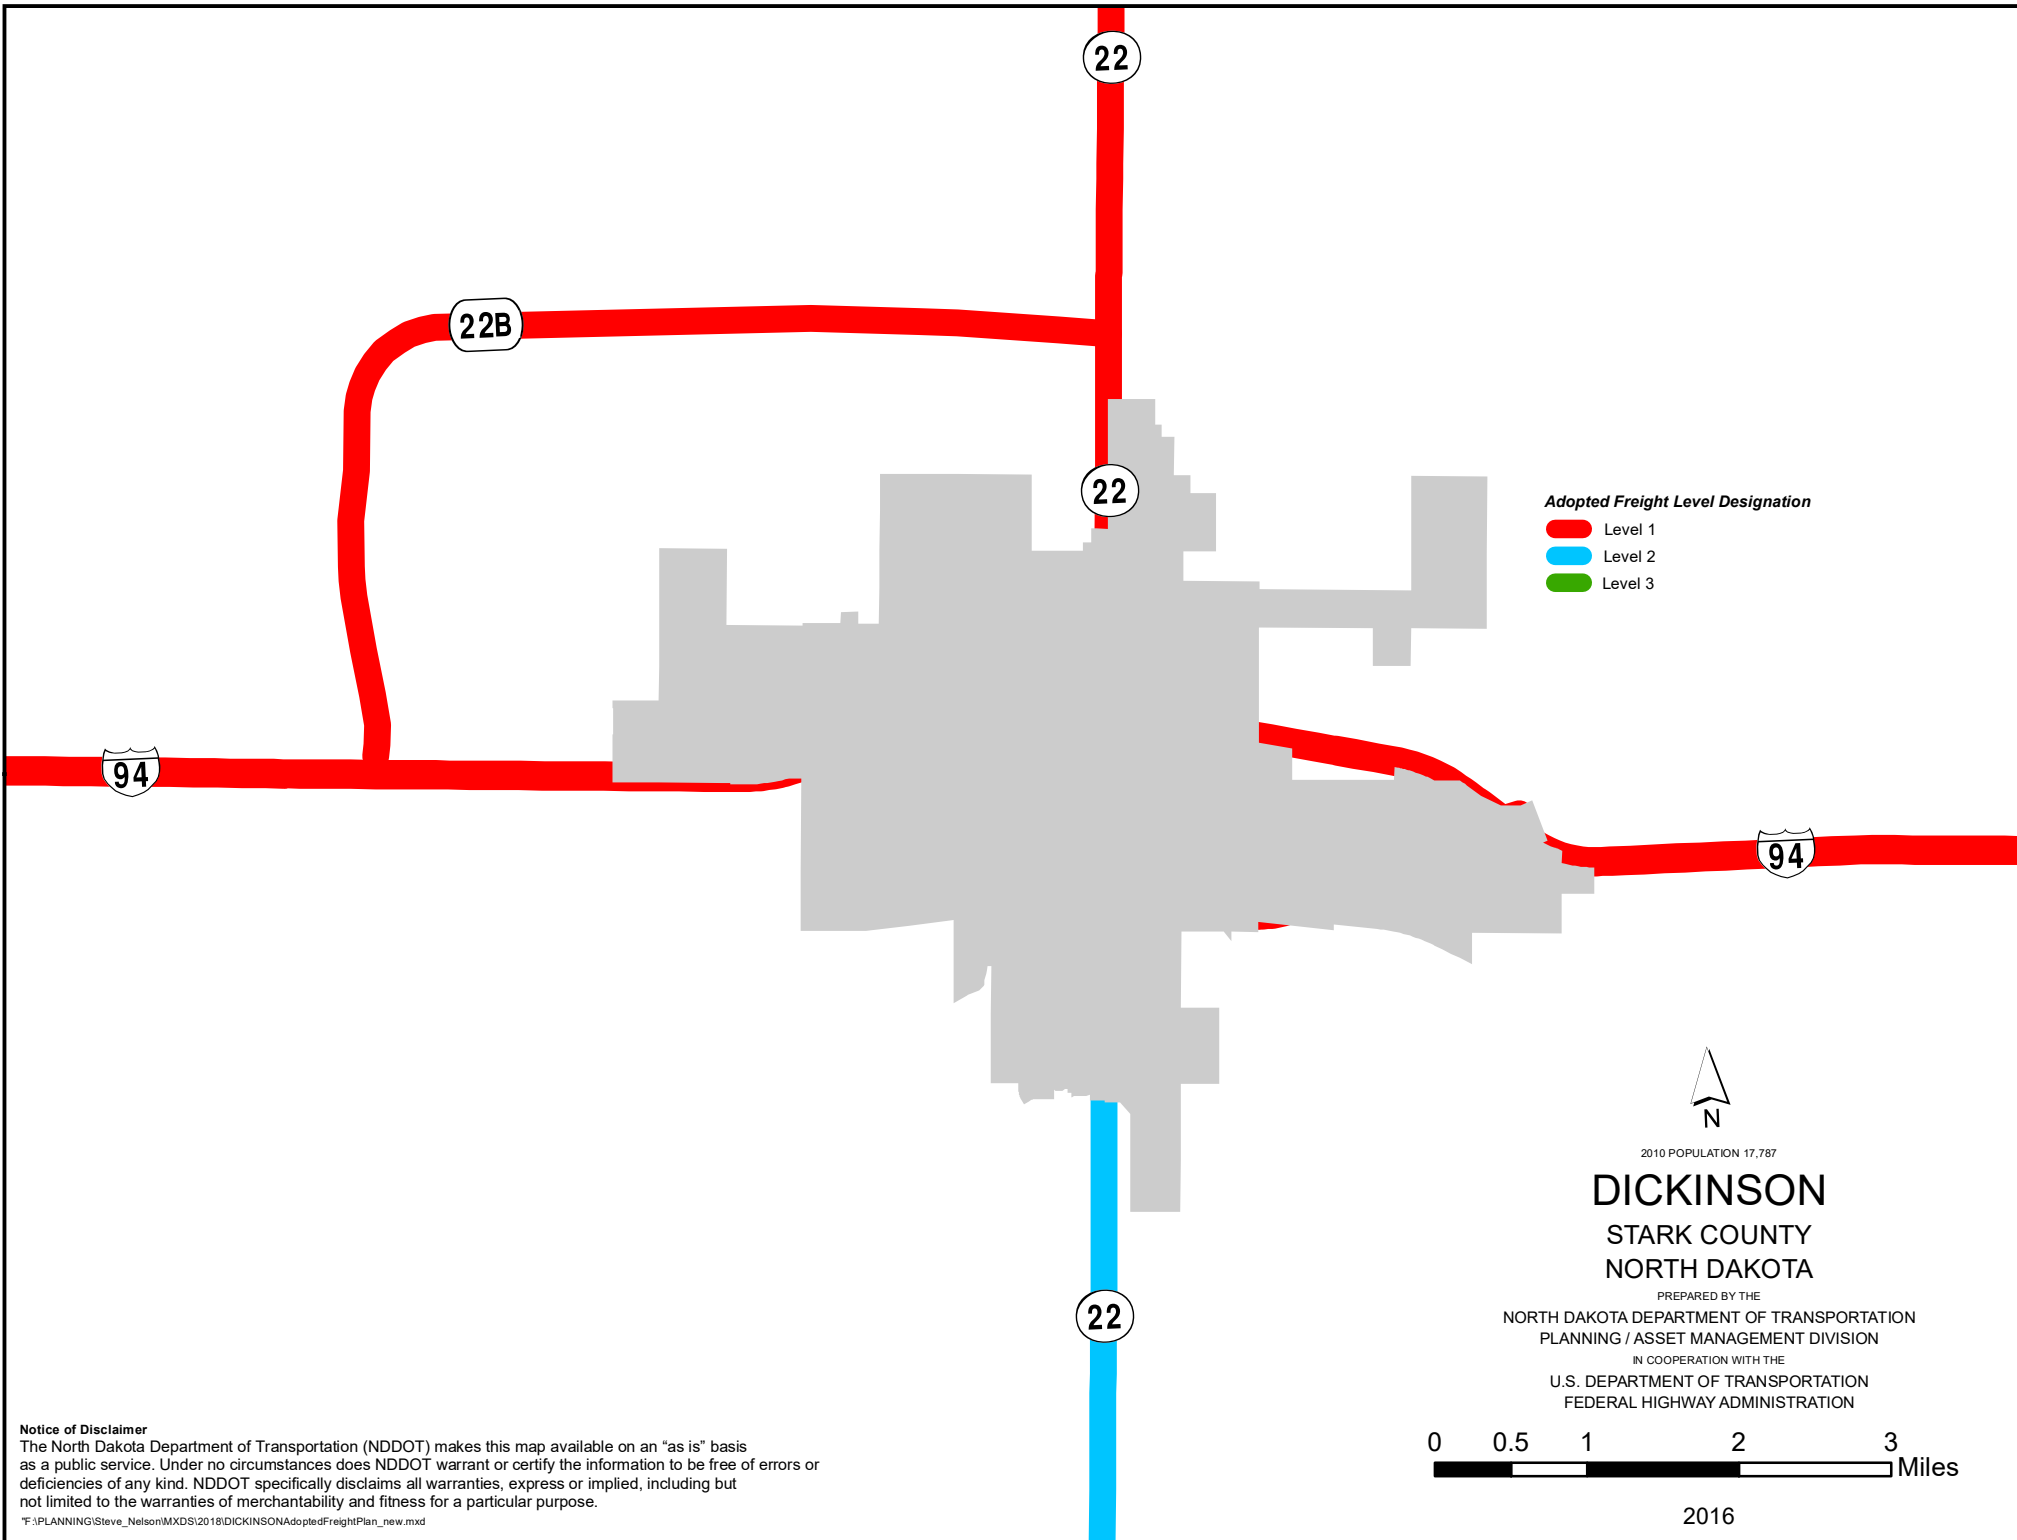 22
22B
22
Adopted Freight Level Designation
Level 1
Level 2
Level 3
94
94
N
2010 POPULATION 17,787
DICKINSON
STARK COUNTY
NORTH DAKOTA
PREPARED BY THE
NORTH DAKOTA DEPARTMENT OF TRANSPORTATION
PLANNING / ASSET MANAGEMENT DIVISION
IN COOPERATION WITH THE
U.S. DEPARTMENT OF TRANSPORTATION
FEDERAL HIGHWAY ADMINISTRATION
22
0 0.5 1 2 3
Miles
2016
Notice of Disclaimer
The North Dakota Department of Transportation (NDDOT) makes this map available on an “as is” basis
as a public service. Under no circumstances does NDDOT warrant or certify the information to be free of errors or
deficiencies of any kind. NDDOT specifically disclaims all warranties, express or implied, including but
not limited to the warranties of merchantability and fitness for a particular purpose.
"F:\PLANNING\Steve_Nelson\MXDS\2018\DICKINSONAdoptedFreightPlan_new.mxd